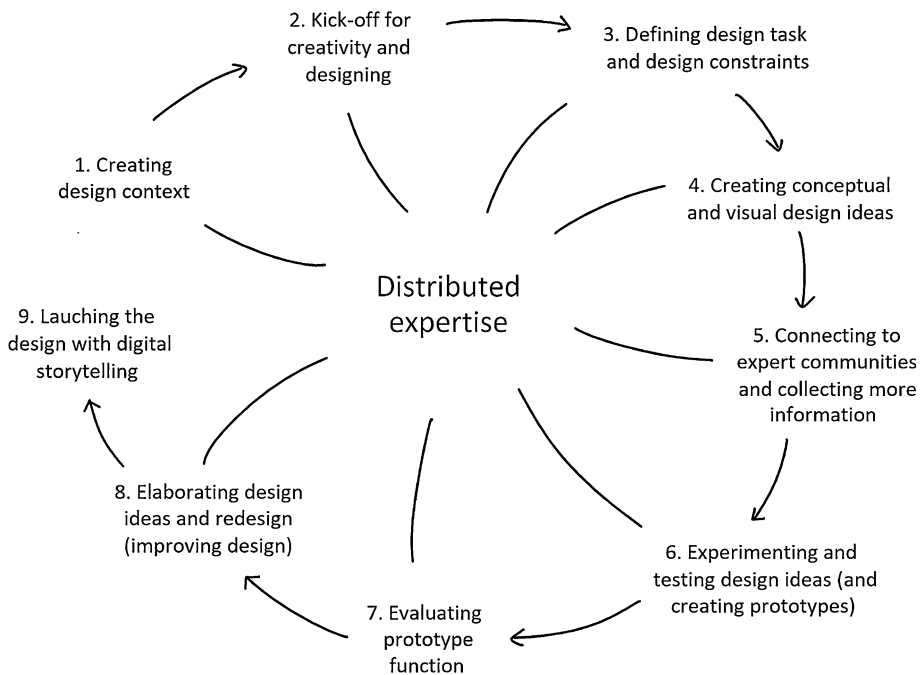 1. Creating
design context
2. Kick-off for
creativity and
designing
3. Defining design task
and design constraints
4. Creating conceptual
and visual design ideas
5. Connecting to
expert communities
and collecting more
information
6. Experimenting and
testing design ideas (and
creating prototypes)
7. Evaluating
prototype
function
8. Elaborating design
ideas and redesign
(improving design)
9. Lauching the
design with digital
storytelling
Distributed
expertise